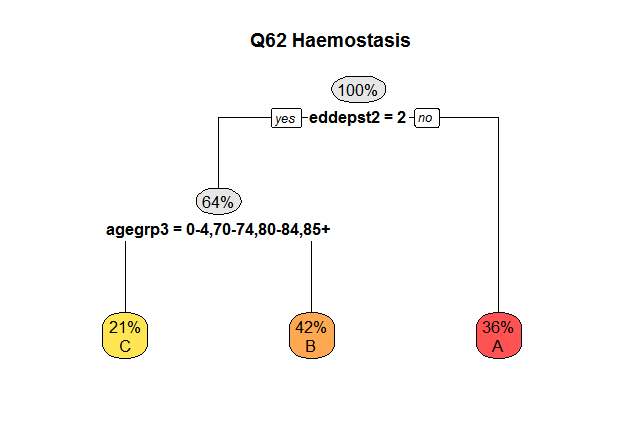 Q62 Haemostasis
100%
yes eddepst2 = 2 no
64%
agegrp3 = 0-4,70-74,80-84,85+
21% 42% 36%
C B A